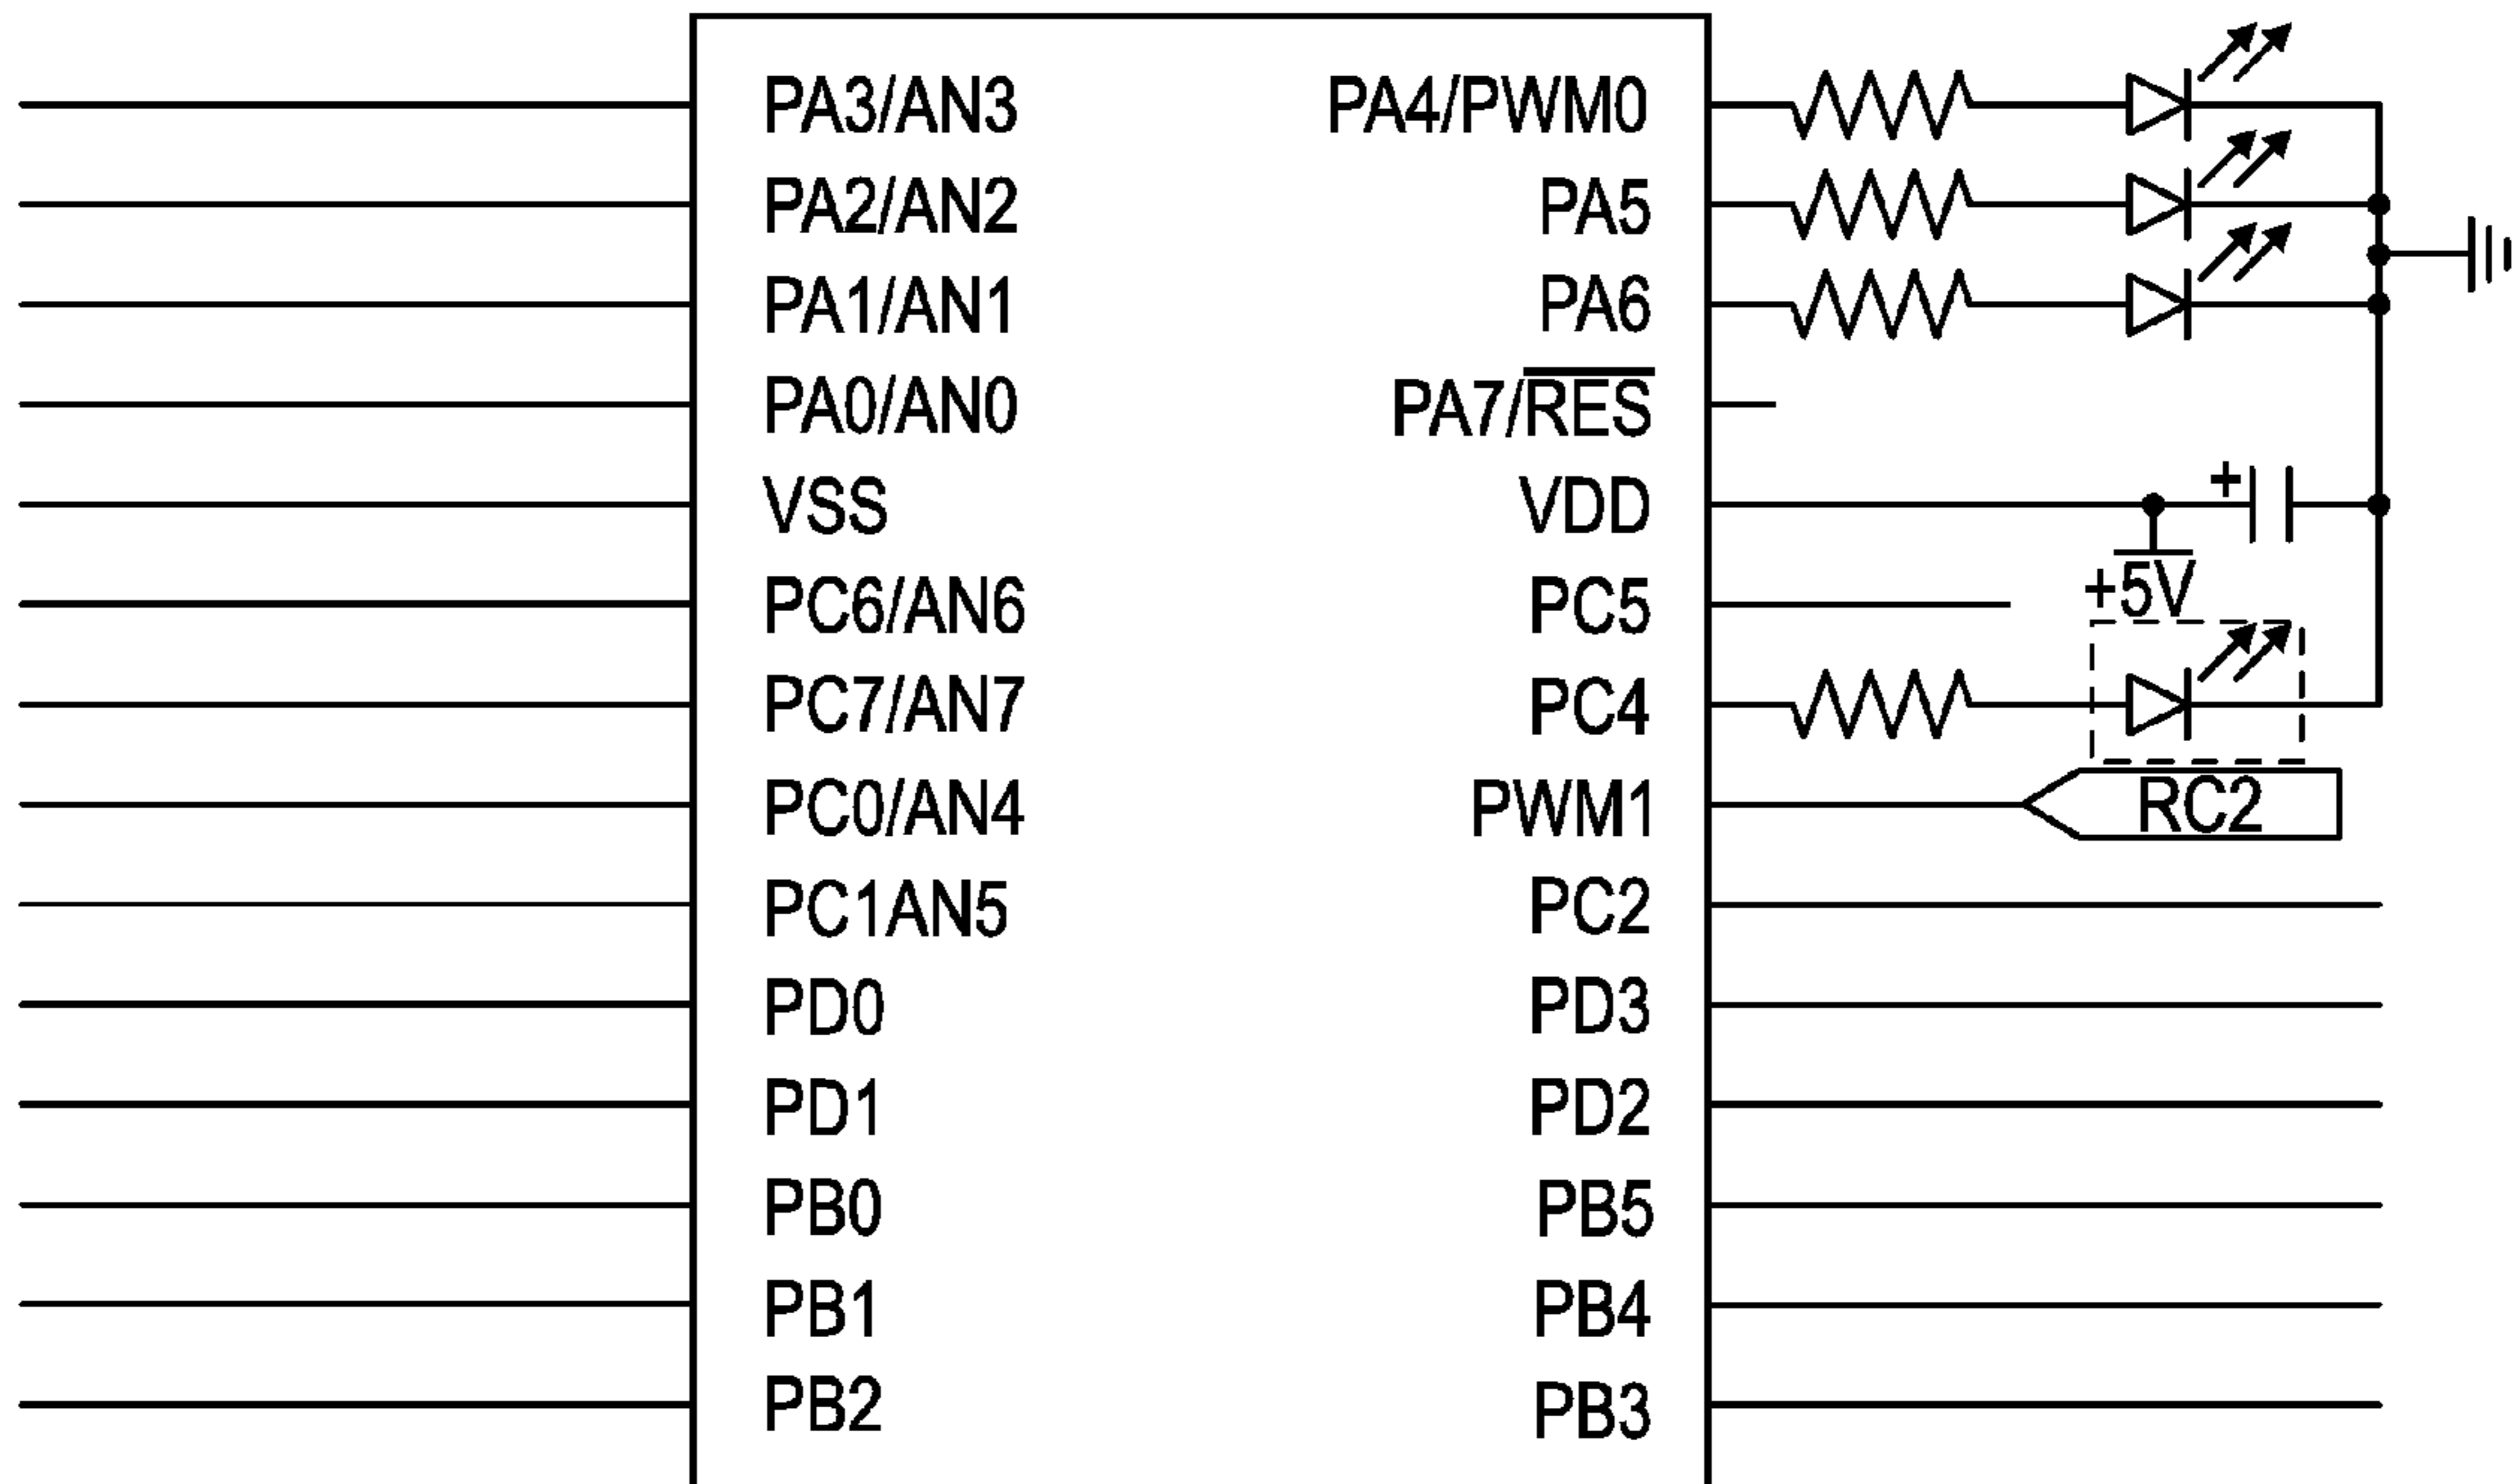 PA3/AN3 PA4/PWM0
PA2/AN2 PA5
PA1/AN1 PA6
PA0/AN0 PA7/R̅E̅S̅
VSS VDD +
PC6/AN6 PC5 +5V
PC7/AN7 PC4
PC0/AN4 PWM1 RC2
PC1AN5 PC2
PD0 PD3
PD1 PD2
PB0 PB5
PB1 PB4
PB2 PB3